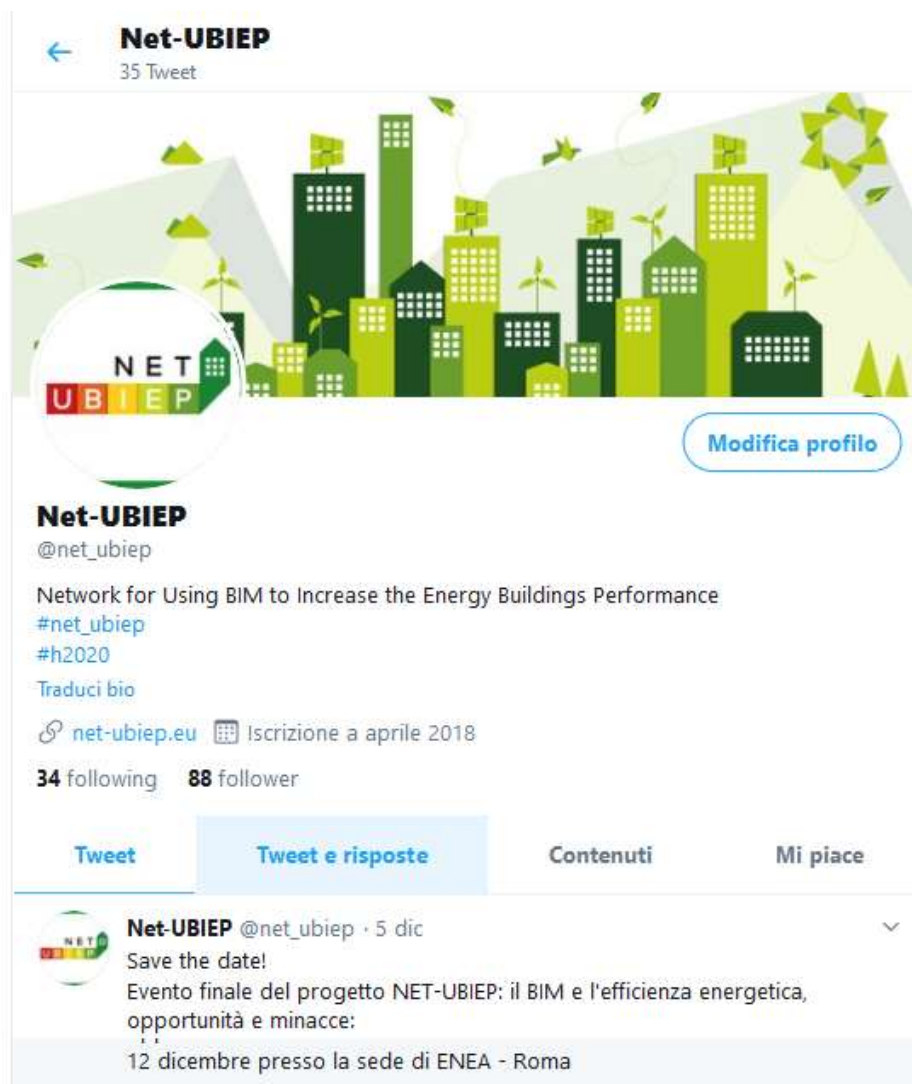 Net-UBIEP
35 Tweet
NET
UBIEP
Modifica profilo
Net-UBIEP
@net_ubiep
Network for Using BIM to Increase the Energy Buildings Performance
#net_ubiep
#h2020
Traduci bio
net-ubiep.eu Iscrizione a aprile 2018
34 following 88 follower
Tweet Tweet e risposte Contenuti Mi piace
NET
UBIEP
Net-UBIEP @net_ubiep · 5 dic
Save the date!
Evento finale del progetto NET-UBIEP: il BIM e l'efficienza energetica,
opportunità e minacce:
12 dicembre presso la sede di ENEA - Roma